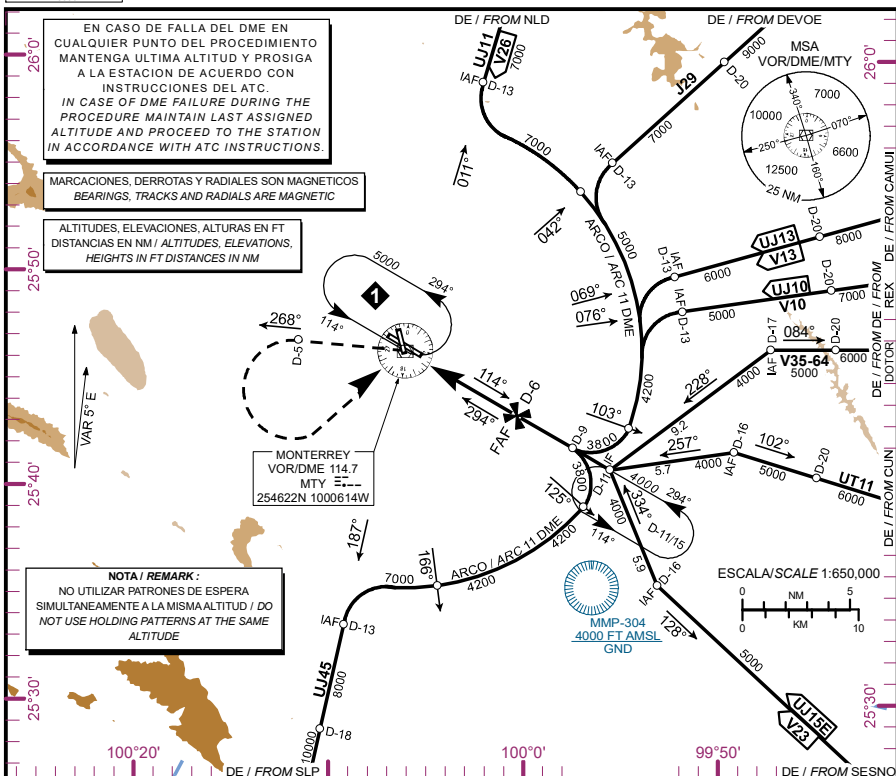 EN CASO DE FALLA DEL DME EN
CUALQUIER PUNTO DEL PROCEDIMIENTO
MANTENGA ULTIMA ALTITUD Y PROSIGA
A LA ESTACION DE ACUERDO CON
INSTRUCCIONES DEL ATC.
IN CASE OF DME FAILURE DURING THE
PROCEDURE MAINTAIN LAST ASSIGNED
ALTITUDE AND PROCEED TO THE STATION
IN ACCORDANCE WITH ATC INSTRUCTIONS.
MARCACIONES, DERROTAS Y RADIALES SON MAGNETICOS
BEARINGS, TRACKS AND RADIALS ARE MAGNETIC
ALTITUDES, ELEVACIONES, ALTURAS EN FT
DISTANCIAS EN NM / ALTITUDES, ELEVATIONS,
HEIGHTS IN FT DISTANCES IN NM
DE / FROM NLD
UJ11
V26
7000
IAF
D-13
7000
011°
DE / FROM DEVOE
9000
D-20
J29
7000
IAF
D-13
042°
ARCO / ARC 11 DME
5000
MSA
VOR/DME/MTY
340°
7000
10000
070°
250°
6600
12500
160°
25 NM
DE / FROM CAMUJ
D-20
UJ13
V13
8000
IAF
D-13
6000
069°
DE / FROM REX
D-20
UJ10
V10
7000
D-13
IAF
5000
076°
DE / FROM DOTOR
D-17
IAF
084°
D-20
V35-64
5000
6000
4000
228°
9.2
4200
103°
5000
294°
1
114°
268°
D-5
114°
294°
D-6
FAF
D-9
3800
3800
IF
D-11
257°
5.7
4000
IAF
D-16
102°
5000
D-20
UT11
6000
DE / FROM CUN
4000
294°
D-11/15
114°
334°
4000
5.9
125°
4200
MONTERREY
VOR/DME 114.7
MTY
254622N 1000614W
187°
166°
ARCO / ARC 11 DME
7000
4200
IAF
D-13
UJ45
8000
D-18
10000
DE / FROM SLP
IAF
D-16
128°
5000
UJ15E
V23
DE / FROM SESNO
MMP-304
4000 FT AMSL
GND
ESCALA/SCALE 1:650,000
0 NM 5
0 KM 10
NOTA / REMARK :
NO UTILIZAR PATRONES DE ESPERA
SIMULTANEAMENTE A LA MISMA ALTITUD / DO
NOT USE HOLDING PATTERNS AT THE SAME
ALTITUDE
VAR 5° E
26°0'
26°0'
25°50'
25°40'
25°30'
25°30'
100°20'
100°0'
99°50'